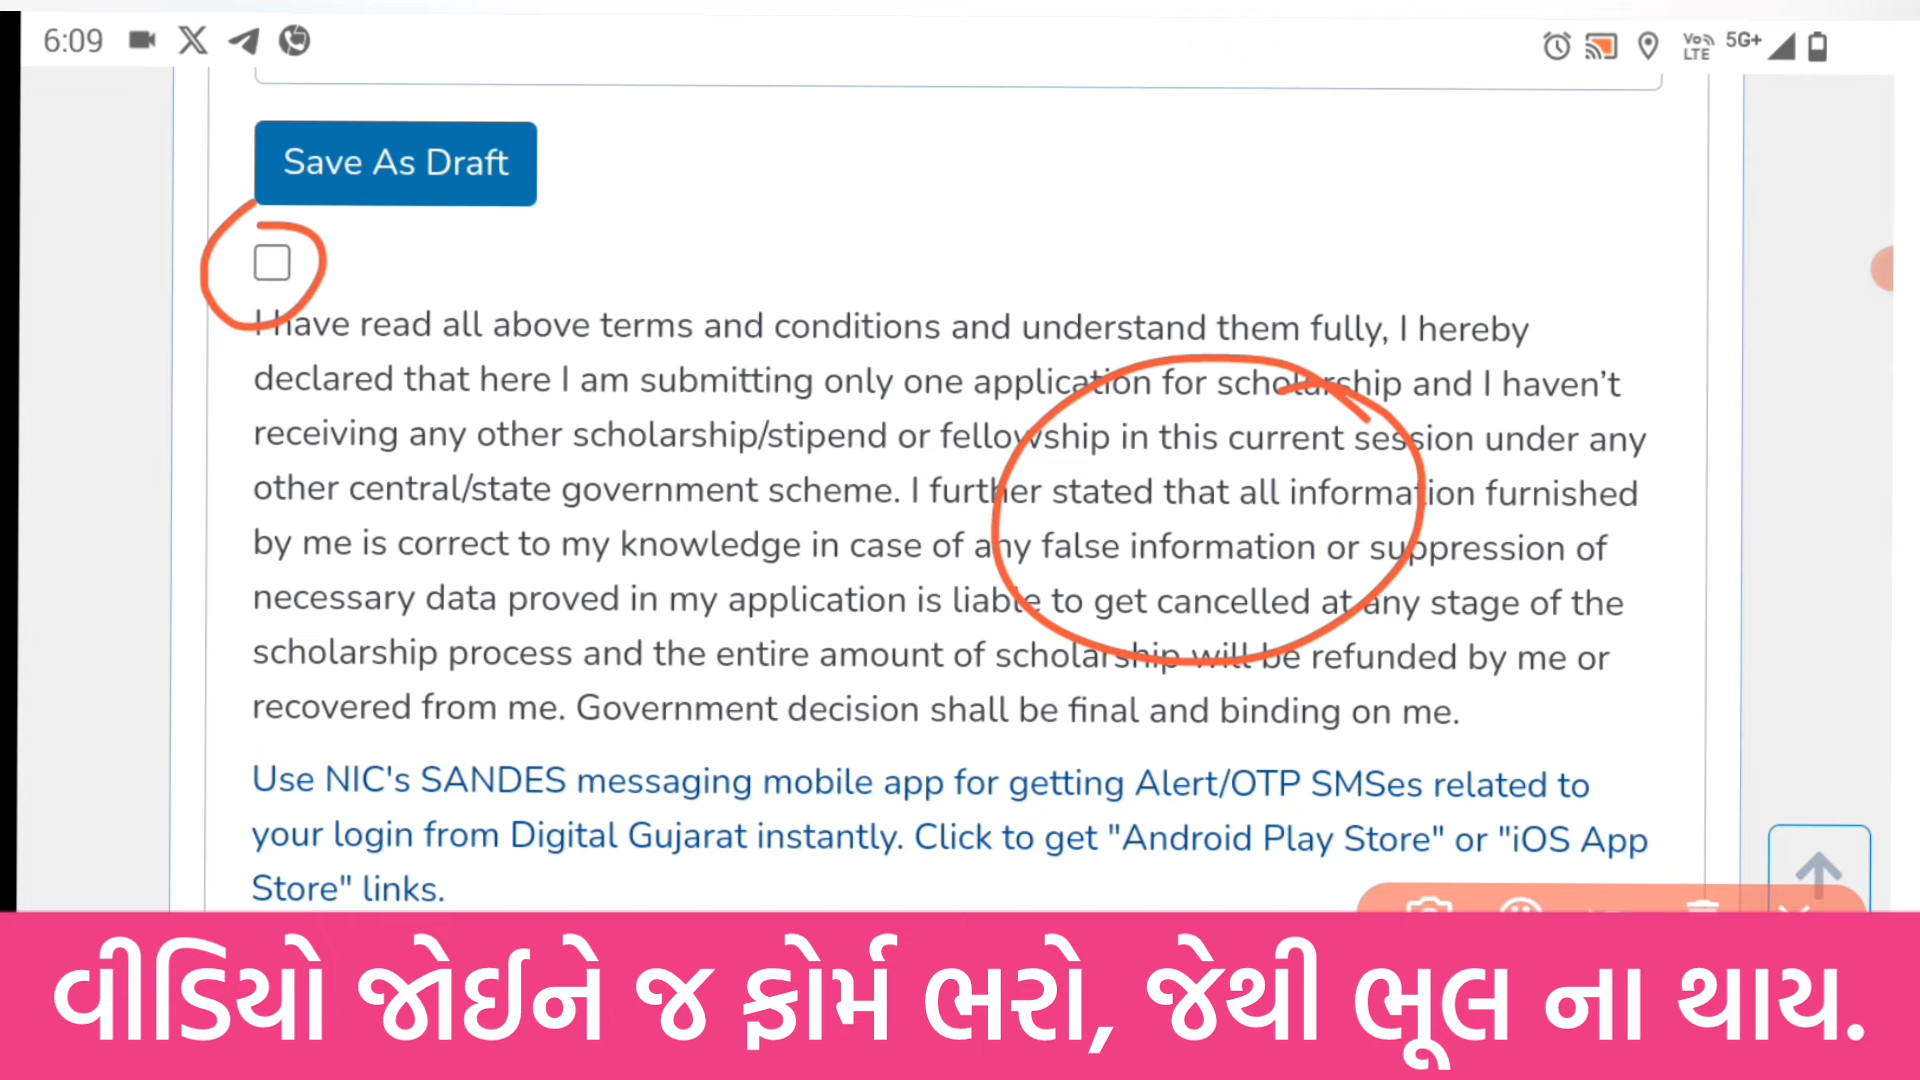 6:09
Vo LTE 5G+
Save As Draft
I have read all above terms and conditions and understand them fully, I hereby
declared that here I am submitting only one application for scholarship and I haven't
receiving any other scholarship/stipend or fellowship in this current session under any
other central/state government scheme. I further stated that all information furnished
by me is correct to my knowledge in case of any false information or suppression of
necessary data proved in my application is liable to get cancelled at any stage of the
scholarship process and the entire amount of scholarship will be refunded by me or
recovered from me. Government decision shall be final and binding on me.
Use NIC's SANDES messaging mobile app for getting Alert/OTP SMSes related to
your login from Digital Gujarat instantly. Click to get "Android Play Store" or "iOS App
Store" links.
વીડિયો જોઈને જ ફોર્મ ભરો, જેથી ભૂલ ના થાય.